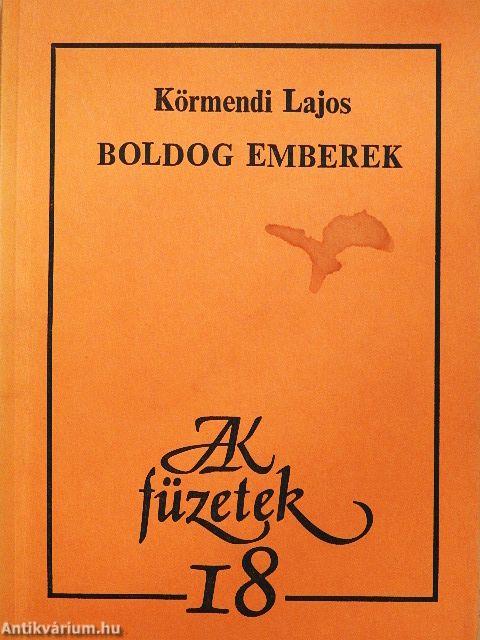 Körmendi Lajos
BOLDOG EMBEREK
AK
füzetek
18
Antikvárium.hu